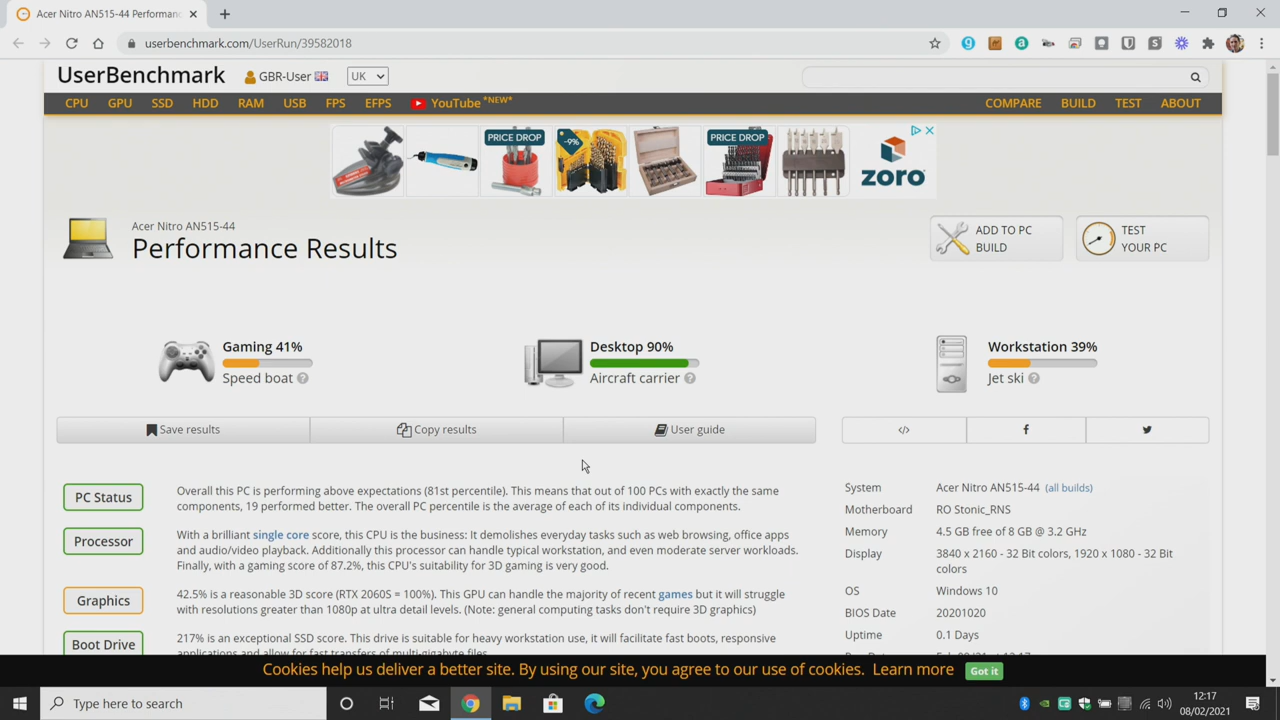 Acer Nitro AN515-44 Performanc
userbenchmark.com/UserRun/39582018
UserBenchmark
GBR-User
UK
CPU GPU SSD HDD RAM USB FPS EFPS YouTube *NEW*
COMPARE BUILD TEST ABOUT
PRICE DROP
-9%
PRICE DROP
zoro
Acer Nitro AN515-44
Performance Results
ADD TO PC
BUILD
TEST
YOUR PC
Gaming 41%
Speed boat ?
Desktop 90%
Aircraft carrier ?
Workstation 39%
Jet ski ?
Save results
Copy results
User guide
</>
PC Status
Overall this PC is performing above expectations (81st percentile). This means that out of 100 PCs with exactly the same
components, 19 performed better. The overall PC percentile is the average of each of its individual components.
Processor
With a brilliant single core score, this CPU is the business: It demolishes everyday tasks such as web browsing, office apps
and audio/video playback. Additionally this processor can handle typical workstation, and even moderate server workloads.
Finally, with a gaming score of 87.2%, this CPU's suitability for 3D gaming is very good.
Graphics
42.5% is a reasonable 3D score (RTX 2060S = 100%). This GPU can handle the majority of recent games but it will struggle
with resolutions greater than 1080p at ultra detail levels. (Note: general computing tasks don't require 3D graphics)
Boot Drive
217% is an exceptional SSD score. This drive is suitable for heavy workstation use, it will facilitate fast boots, responsive
applications and allow for fast transfers of multi-gigabyte files.
System Acer Nitro AN515-44 (all builds)
Motherboard RO Stonic_RNS
Memory 4.5 GB free of 8 GB @ 3.2 GHz
Display 3840 x 2160 - 32 Bit colors, 1920 x 1080 - 32 Bit
colors
OS Windows 10
BIOS Date 20201020
Uptime 0.1 Days
Cookies help us deliver a better site. By using our site, you agree to our use of cookies. Learn more Got it
Type here to search
12:17
08/02/2021